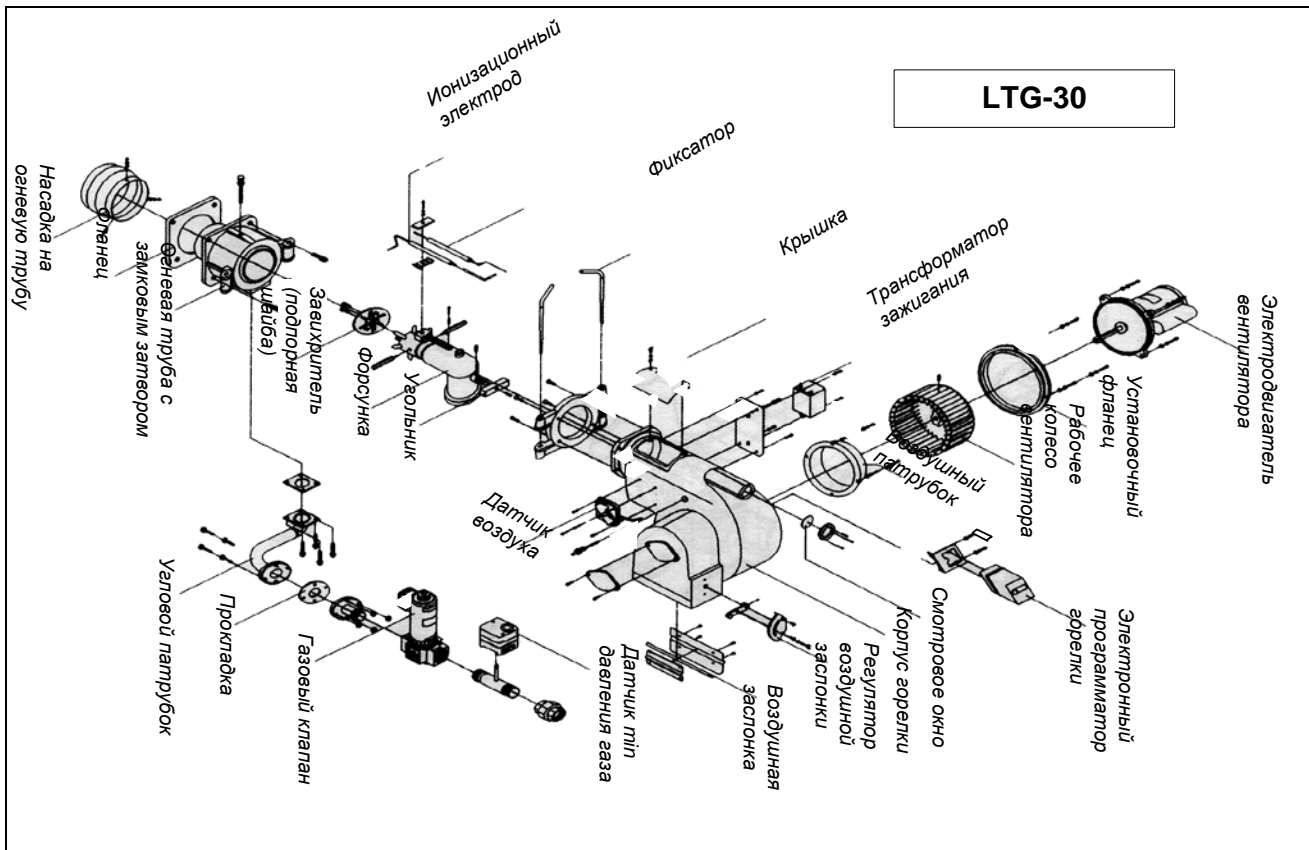 LTG-30
Ионизационный
электрод
Фиксатор
Крышка
Трансформатор
зажигания
Электродвигатель
вентилятора
Установочный
фланец
Рабочее
колесо
вентилятора
Воздушный
патрубок
Насадка на
огневую трубу
Фланец
Огневая труба с
замковым затвором
Завихритель
(подпорная
шайба)
Форсунка
Угольник
Датчик
воздуха
Угловой патрубок
Прокладка
Газовый клапан
Датчик min
давления газа
Воздушная
заслонка
Регулятор
воздушной
заслонки
Корпус горелки
Смотровое окно
Электронный
программатор
горелки